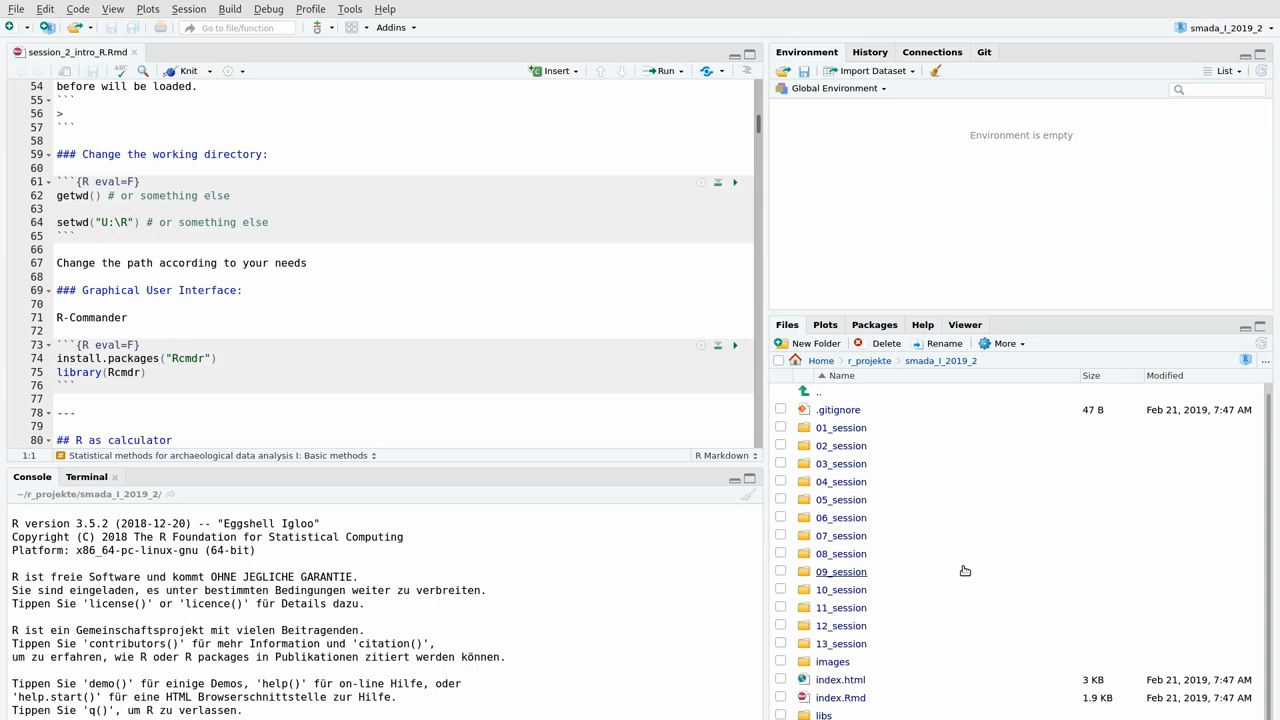 File Edit Code View Plots Session Build Debug Profile Tools Help
Go to file/function Addins smada_I_2019_2
session_2_intro_R.Rmd
Knit Insert Run
54 before will be loaded.
55 ```
56 >
57 ```
58
59 ### Change the working directory:
60
61 ```{R eval=F}
62 getwd() # or something else
63
64 setwd("U:\R") # or something else
65 ```
66
67 Change the path according to your needs
68
69 ### Graphical User Interface:
70
71 R-Commander
72
73 ```{R eval=F}
74 install.packages("Rcmdr")
75 library(Rcmdr)
76 ```
77
78 ---
79
80 ## R as calculator
1:1 Statistical methods for archaeological data analysis I: Basic methods R Markdown
Console Terminal
~/r_projekte/smada_I_2019_2/
R version 3.5.2 (2018-12-20) -- "Eggshell Igloo"
Copyright (C) 2018 The R Foundation for Statistical Computing
Platform: x86_64-pc-linux-gnu (64-bit)
R ist freie Software und kommt OHNE JEGLICHE GARANTIE.
Sie sind eingeladen, es unter bestimmten Bedingungen weiter zu verbreiten.
Tippen Sie 'license()' or 'licence()' für Details dazu.
R ist ein Gemeinschaftsprojekt mit vielen Beitragenden.
Tippen Sie 'contributors()' für mehr Information und 'citation()',
um zu erfahren, wie R oder R packages in Publikationen zitiert werden können.
Tippen Sie 'demo()' für einige Demos, 'help()' für on-line Hilfe, oder
'help.start()' für eine HTML Browserschnittstelle zur Hilfe.
Tippen Sie 'q()', um R zu verlassen.
Environment History Connections Git
Import Dataset List
Global Environment
Environment is empty
Files Plots Packages Help Viewer
New Folder Delete Rename More
Home r_projekte smada_I_2019_2 ...
Name Size Modified
..
.gitignore 47 B Feb 21, 2019, 7:47 AM
01_session
02_session
03_session
04_session
05_session
06_session
07_session
08_session
09_session
10_session
11_session
12_session
13_session
images
index.html 3 KB Feb 21, 2019, 7:47 AM
index.Rmd 1.9 KB Feb 21, 2019, 7:47 AM
libs